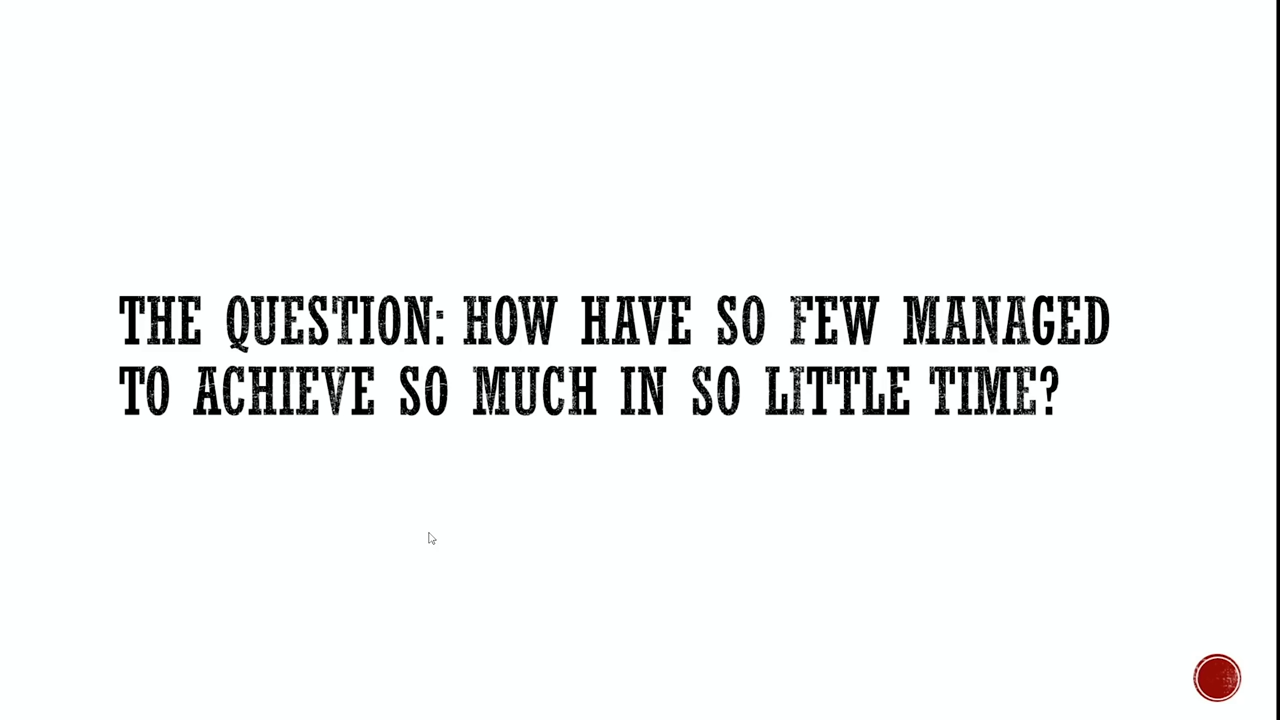 THE QUESTION: HOW HAVE SO FEW MANAGED
TO ACHIEVE SO MUCH IN SO LITTLE TIME?